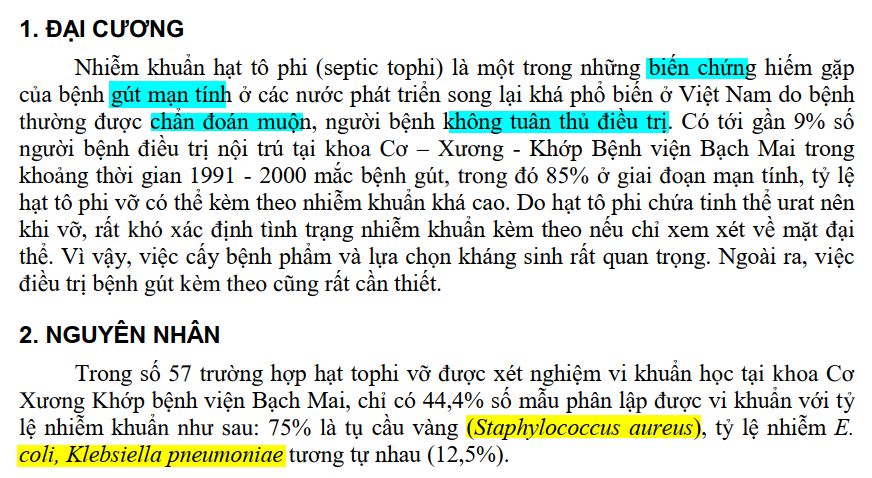 1. ĐẠI CƯƠNG
Nhiễm khuẩn hạt tô phi (septic tophi) là một trong những biến chứng hiếm gặp
của bệnh gút mạn tính ở các nước phát triển song lại khá phổ biến ở Việt Nam do bệnh
thường được chẩn đoán muộn, người bệnh không tuân thủ điều trị. Có tới gần 9% số
người bệnh điều trị nội trú tại khoa Cơ – Xương - Khớp Bệnh viện Bạch Mai trong
khoảng thời gian 1991 - 2000 mắc bệnh gút, trong đó 85% ở giai đoạn mạn tính, tỷ lệ
hạt tô phi vỡ có thể kèm theo nhiễm khuẩn khá cao. Do hạt tô phi chứa tinh thể urat nên
khi vỡ, rất khó xác định tình trạng nhiễm khuẩn kèm theo nếu chỉ xem xét về mặt đại
thể. Vì vậy, việc cấy bệnh phẩm và lựa chọn kháng sinh rất quan trọng. Ngoài ra, việc
điều trị bệnh gút kèm theo cũng rất cần thiết.
2. NGUYÊN NHÂN
Trong số 57 trường hợp hạt tophi vỡ được xét nghiệm vi khuẩn học tại khoa Cơ
Xương Khớp bệnh viện Bạch Mai, chỉ có 44,4% số mẫu phân lập được vi khuẩn với tỷ
lệ nhiễm khuẩn như sau: 75% là tụ cầu vàng (Staphylococcus aureus), tỷ lệ nhiễm E.
coli, Klebsiella pneumoniae tương tự nhau (12,5%).